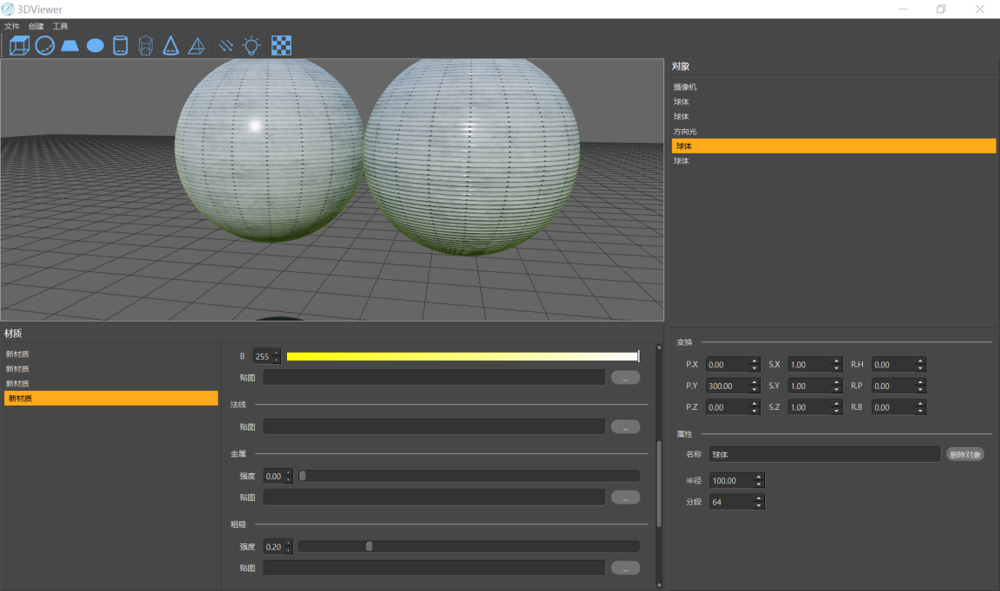 3DViewer
文件 创建 工具
对象
摄像机
球体
球体
方向光
球体
球体
材质
新材质
新材质
新材质
新材质
B 255
贴图 ...
法线
贴图 ...
金属
强度 0.00
贴图 ...
粗糙
强度 0.20
贴图 ...
变换
P.X 0.00 S.X 1.00 R.H 0.00
P.Y 300.00 S.Y 1.00 R.P 0.00
P.Z 0.00 S.Z 1.00 R.B 0.00
属性
名称 球体 删除对象
半径 100.00
分段 64